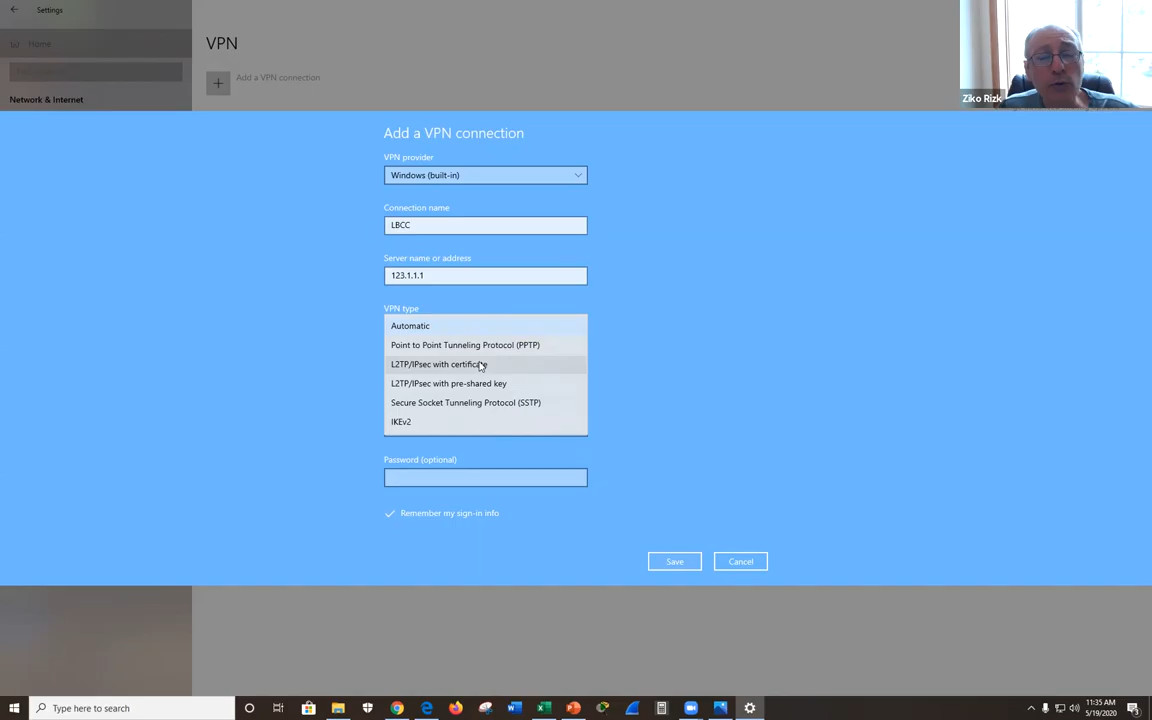 Settings
VPN
Home
Add a VPN connection
Network & Internet
Ziko Rizk
Add a VPN connection
VPN provider
Windows (built-in)
Connection name
LBCC
Server name or address
123.1.1.1
VPN type
Automatic
Point to Point Tunneling Protocol (PPTP)
L2TP/IPsec with certificate
L2TP/IPsec with pre-shared key
Secure Socket Tunneling Protocol (SSTP)
IKEv2
Password (optional)
Remember my sign-in info
Save
Cancel
Type here to search
11:35 AM
5/19/2020